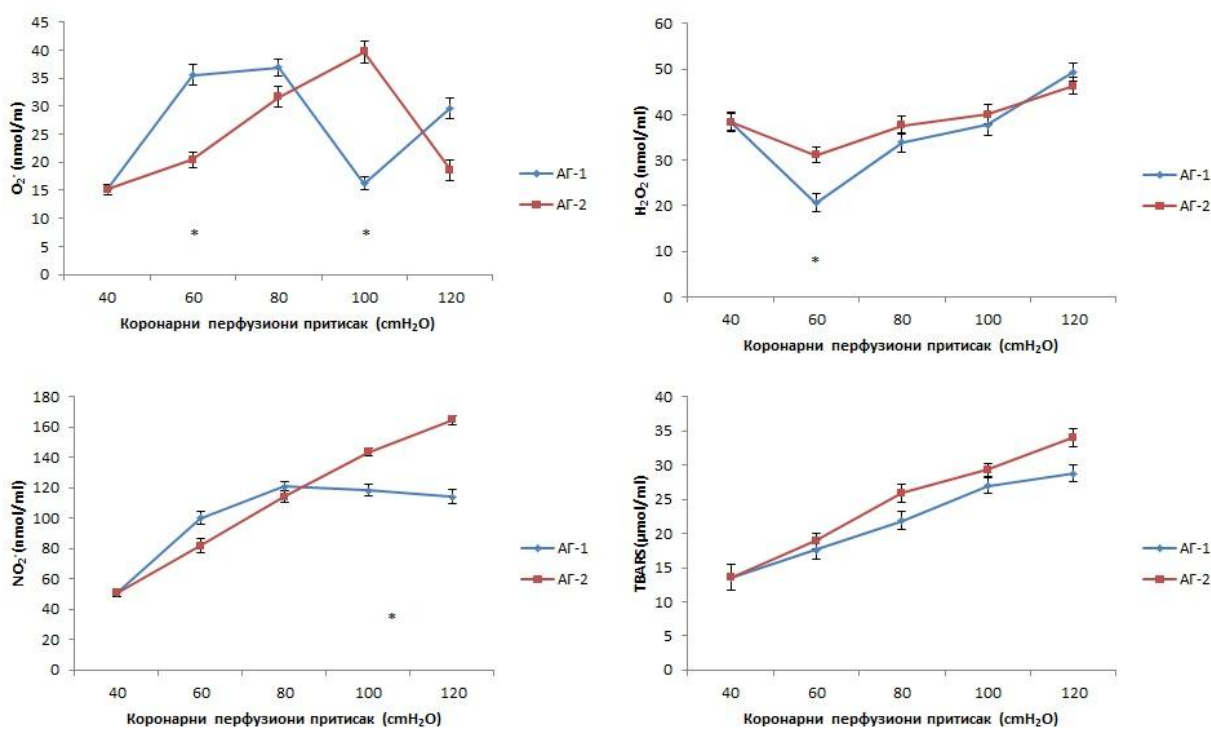 45
40
35
30
25
20
15
10
5
0
O₂⁻ (nmol/m)
*
*
40 60 80 100 120
Коронарни перфузиони притисак (cmH₂O)
АГ-1
АГ-2
60
50
40
30
20
10
0
H₂O₂ (nmol/ml)
*
40 60 80 100 120
Коронарни перфузиони притисак (cmH₂O)
АГ-1
АГ-2
180
160
140
120
100
80
60
40
20
0
NO₂⁻(nmol/ml)
*
40 60 80 100 120
Коронарни перфузиони притисак (cmH₂O)
АГ-1
АГ-2
40
35
30
25
20
15
10
5
0
TBARS(µmol/ml)
40 60 80 100 120
Коронарни перфузиони притисак (cmH₂O)
АГ-1
АГ-2